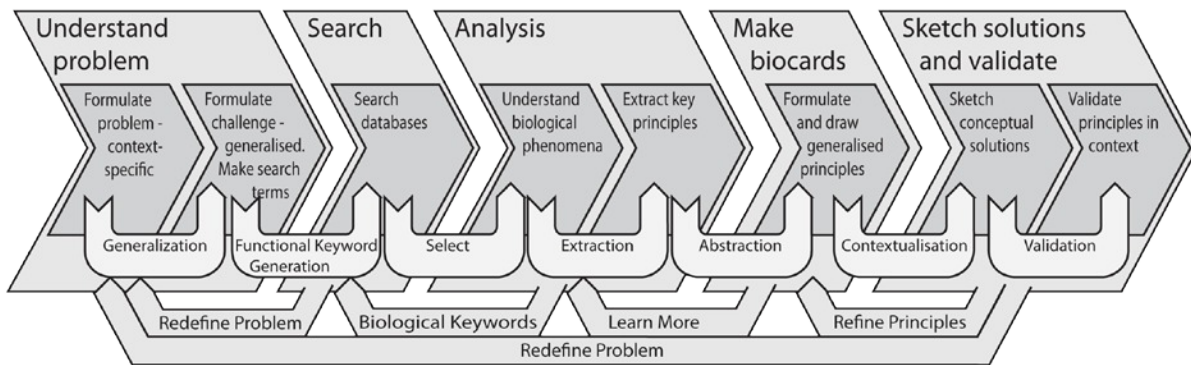 Understand
problem
Search
Analysis
Make
biocards
Sketch solutions
and validate
Formulate
problem -
context-
specific
Formulate
challenge -
generalised.
Make search
terms
Search
databases
Understand
biological
phenomena
Extract key
principles
Formulate
and draw
generalised
principles
Sketch
conceptual
solutions
Validate
principles in
context
Generalization
Functional Keyword
Generation
Select
Extraction
Abstraction
Contextualisation
Validation
Redefine Problem
Biological Keywords
Learn More
Refine Principles
Redefine Problem